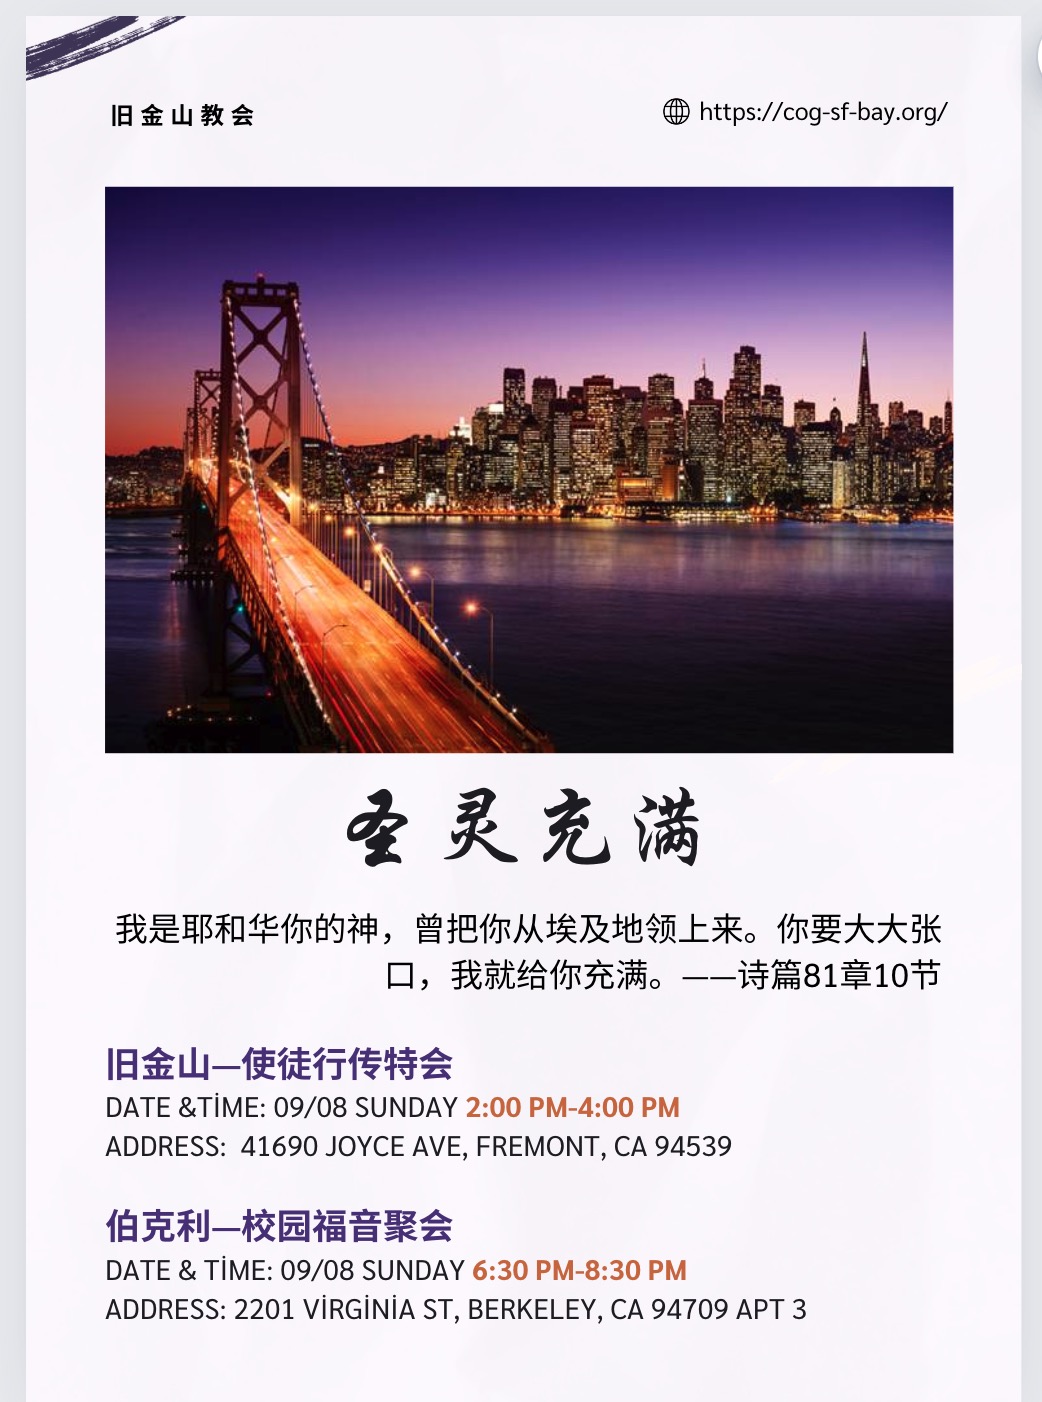 旧金山教会
https://cog-sf-bay.org/
圣灵充满
我是耶和华你的神，曾把你从埃及地领上来。你要大大张
口，我就给你充满。——诗篇81章10节
旧金山—使徒行传特会
DATE &TİME: 09/08 SUNDAY 2:00 PM-4:00 PM
ADDRESS: 41690 JOYCE AVE, FREMONT, CA 94539
伯克利—校园福音聚会
DATE & TİME: 09/08 SUNDAY 6:30 PM-8:30 PM
ADDRESS: 2201 VİRGİNİA ST, BERKELEY, CA 94709 APT 3